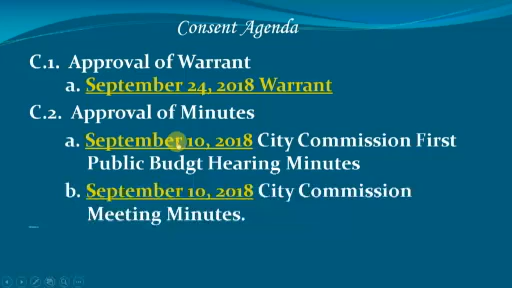 Consent Agenda
C.1. Approval of Warrant
a. September 24, 2018 Warrant
C.2. Approval of Minutes
a. September 10, 2018 City Commission First
Public Budgt Hearing Minutes
b. September 10, 2018 City Commission
Meeting Minutes.